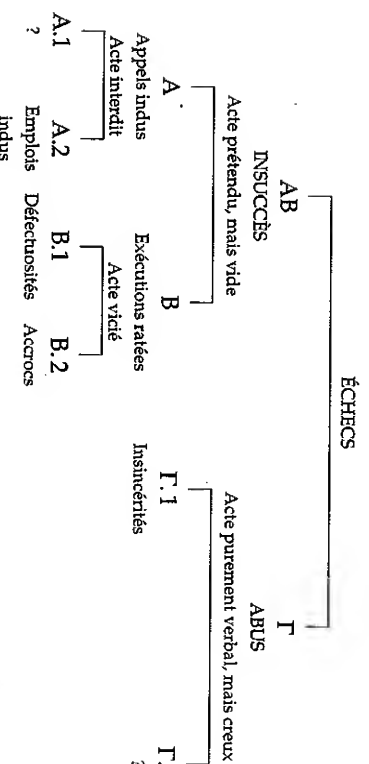 ÉCHECS
AB
INSUCCÈS
Acte prétendu, mais vide
Γ
ABUS
Acte purement verbal, mais creux
A
Appels indus
Acte interdit
B
Exécutions ratées
Acte vicié
Γ.1
Insincérités
A.1
?
A.2
Emplois
indus
B.1
Défectuosités
B.2
Accrocs